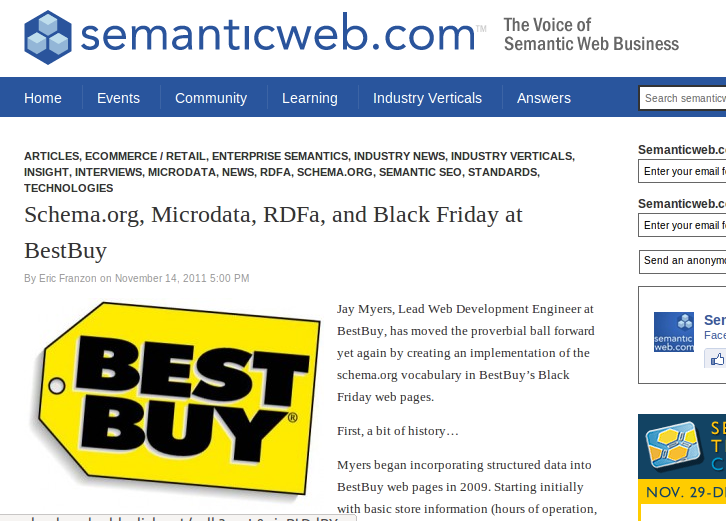 semanticweb.com™
The Voice of
Semantic Web Business
Home Events Community Learning Industry Verticals Answers
Search semanticw
ARTICLES, ECOMMERCE / RETAIL, ENTERPRISE SEMANTICS, INDUSTRY NEWS, INDUSTRY VERTICALS,
INSIGHT, INTERVIEWS, MICRODATA, NEWS, RDFA, SCHEMA.ORG, SEMANTIC SEO, STANDARDS,
TECHNOLOGIES
Schema.org, Microdata, RDFa, and Black Friday at
BestBuy
By Eric Franzon on November 14, 2011 5:00 PM
BEST
BUY®
Jay Myers, Lead Web Development Engineer at
BestBuy, has moved the proverbial ball forward
yet again by creating an implementation of the
schema.org vocabulary in BestBuy's Black
Friday web pages.
First, a bit of history…
Myers began incorporating structured data into
BestBuy web pages in 2009. Starting initially
with basic store information (hours of operation,
Semanticweb.c
Enter your email f
Semanticweb.c
Enter your email f
Send an anonym
semantic
web.com
Sem
Face
SE
T
C
NOV. 29-D